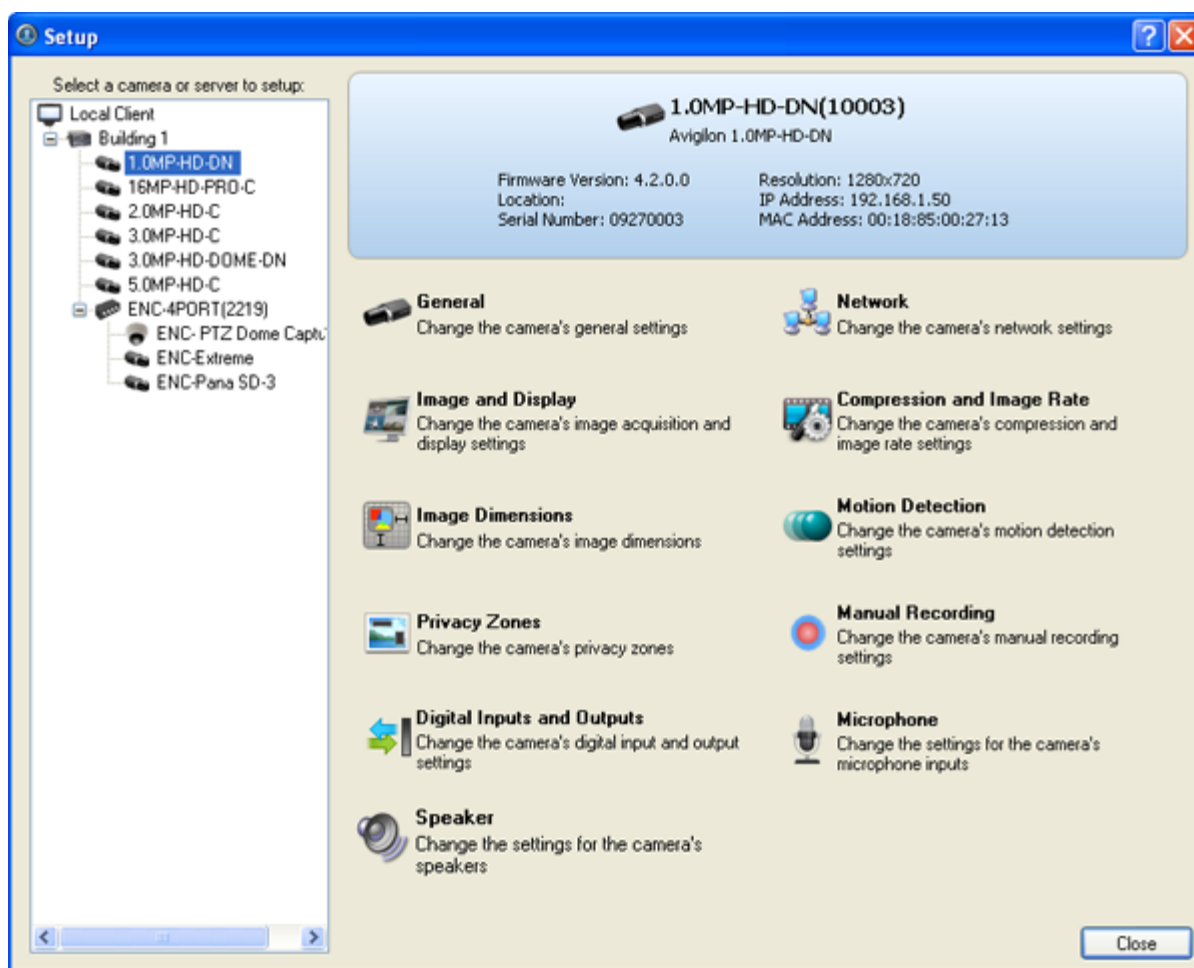 Setup
Select a camera or server to setup:
Local Client
Building 1
1.0MP-HD-DN
16MP-HD-PRO-C
2.0MP-HD-C
3.0MP-HD-C
3.0MP-HD-DOME-DN
5.0MP-HD-C
ENC-4PORT(2219)
ENC- PTZ Dome Captu
ENC-Extreme
ENC-Pana SD-3
1.0MP-HD-DN(10003)
Avigilon 1.0MP-HD-DN
Firmware Version: 4.2.0.0
Location:
Serial Number: 09270003
Resolution: 1280x720
IP Address: 192.168.1.50
MAC Address: 00:18:85:00:27:13
General
Change the camera's general settings
Network
Change the camera's network settings
Image and Display
Change the camera's image acquisition and
display settings
Compression and Image Rate
Change the camera's compression and
image rate settings
Image Dimensions
Change the camera's image dimensions
Motion Detection
Change the camera's motion detection
settings
Privacy Zones
Change the camera's privacy zones
Manual Recording
Change the camera's manual recording
settings
Digital Inputs and Outputs
Change the camera's digital input and output
settings
Microphone
Change the settings for the camera's
microphone inputs
Speaker
Change the settings for the camera's
speakers
Close